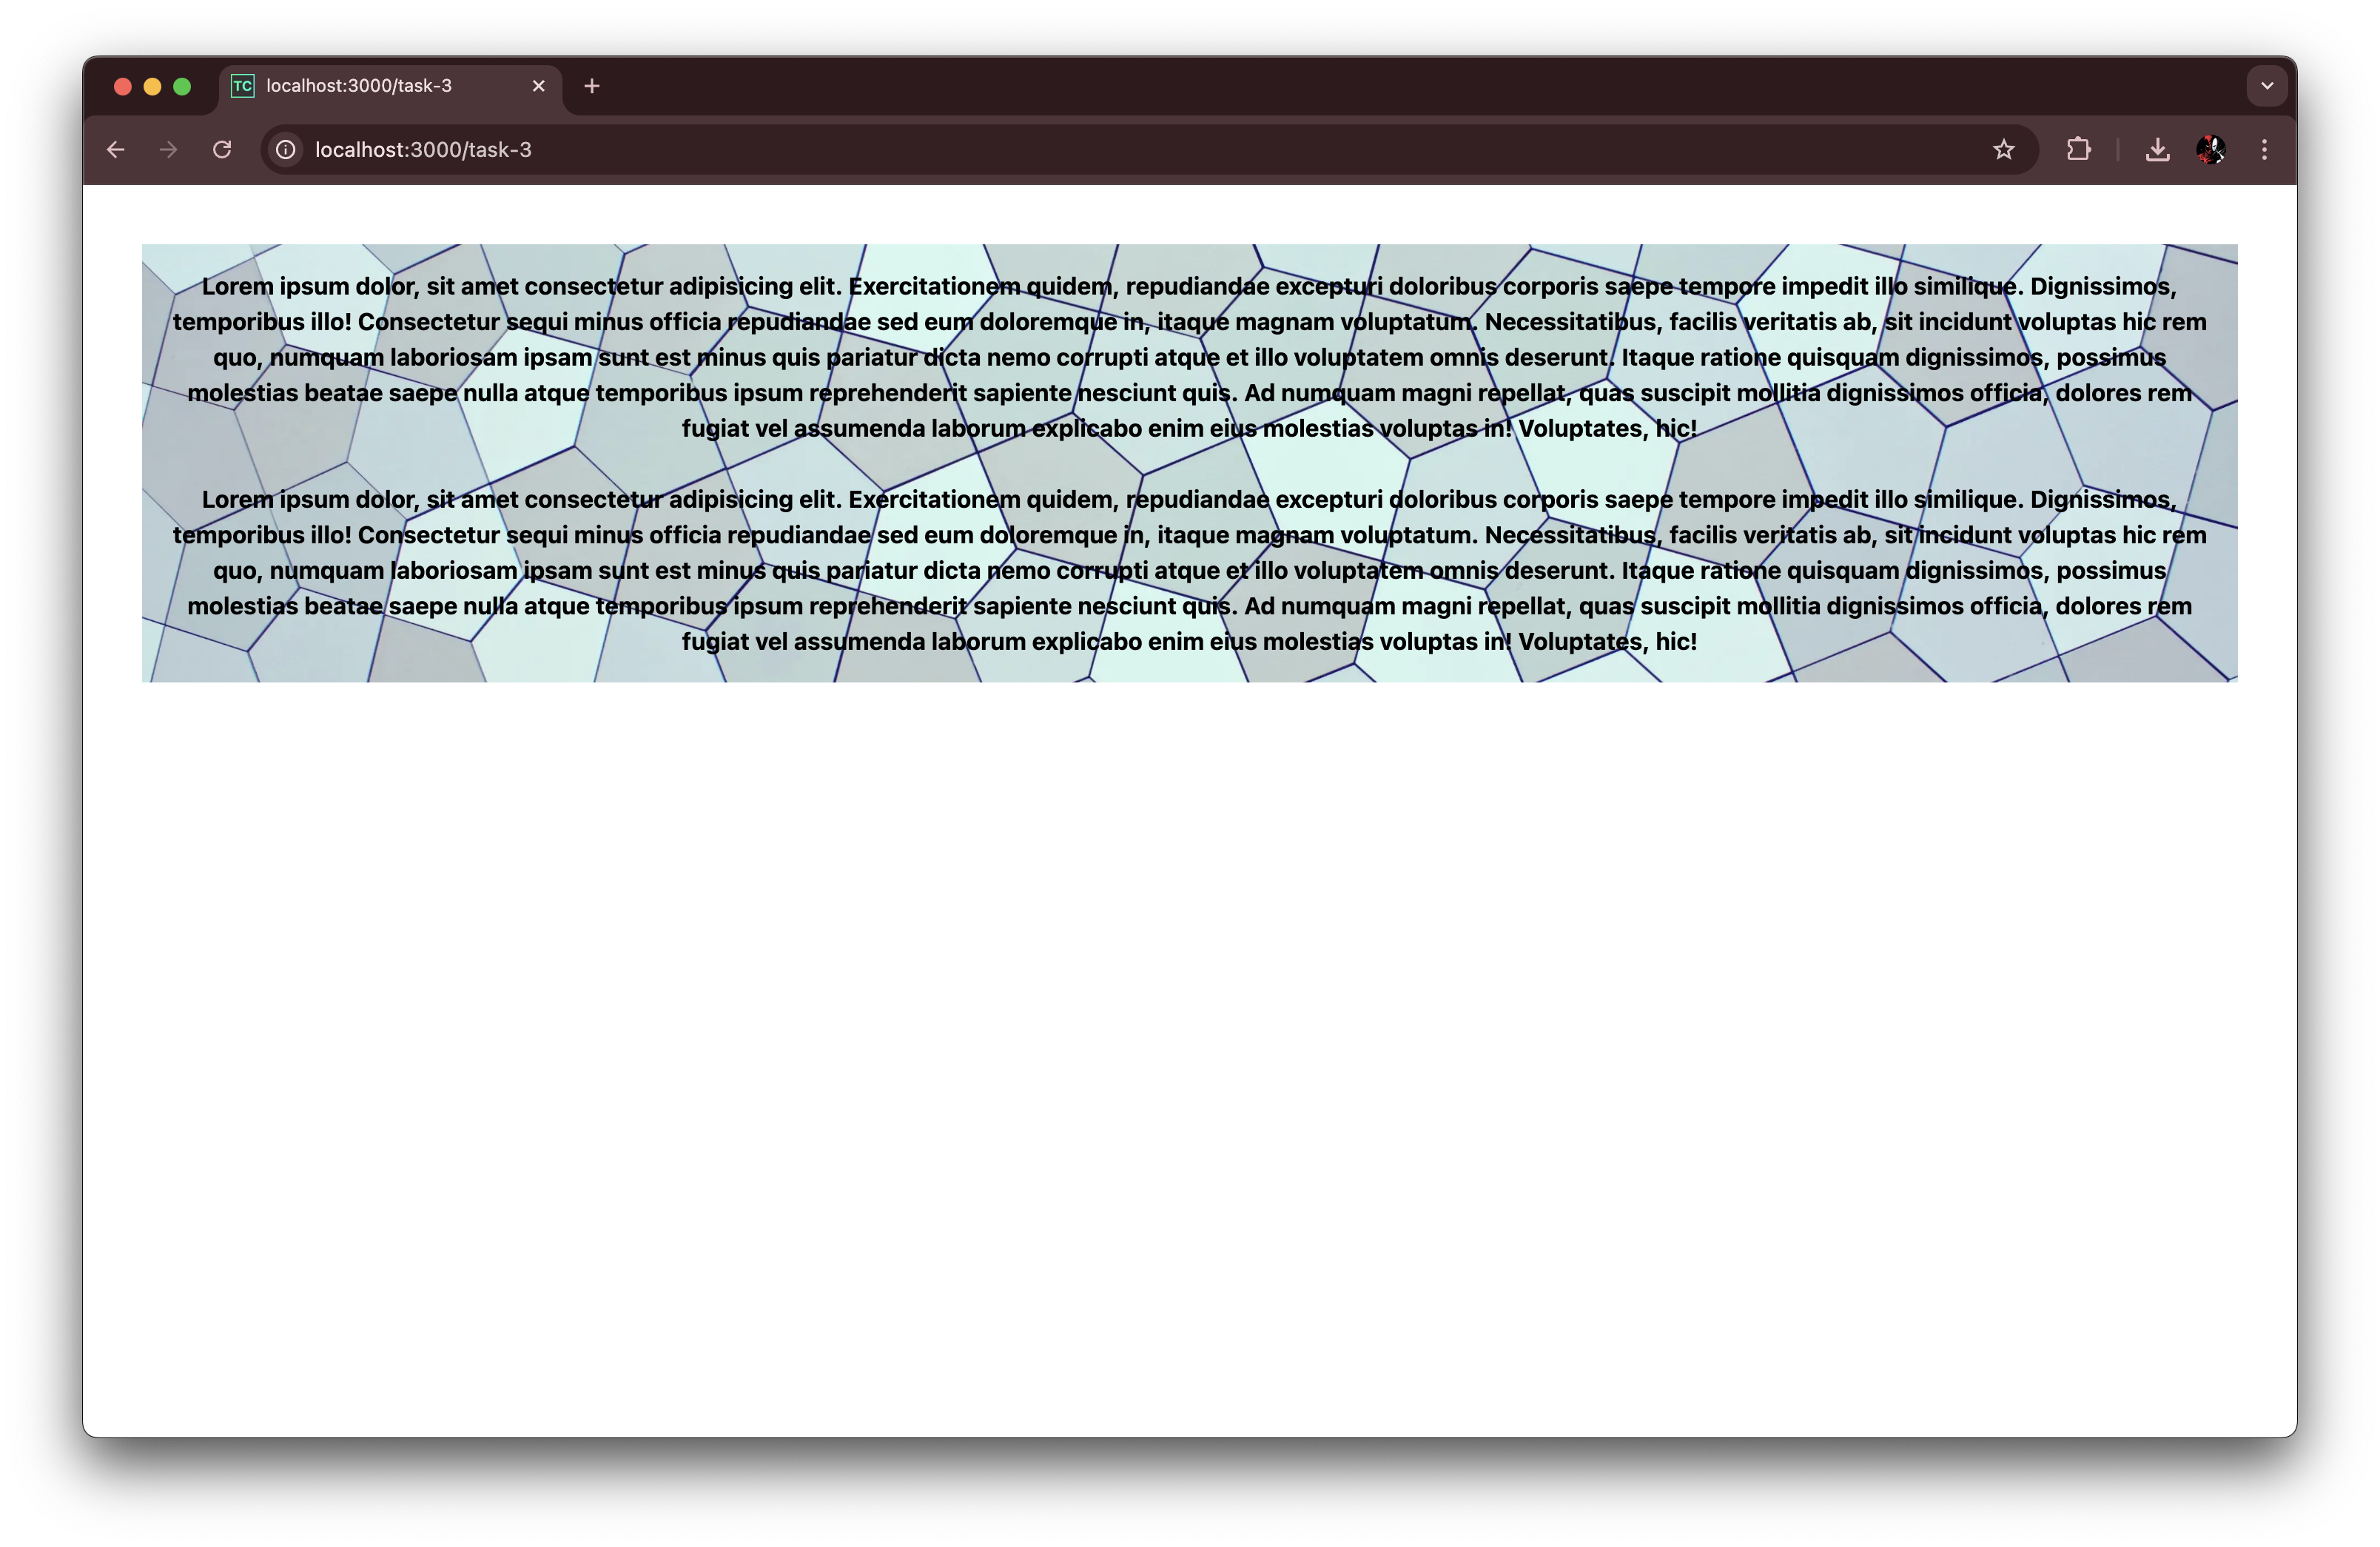 TC localhost:3000/task-3
localhost:3000/task-3
Lorem ipsum dolor, sit amet consectetur adipisicing elit. Exercitationem quidem, repudiandae excepturi doloribus corporis saepe tempore impedit illo similique. Dignissimos,
temporibus illo! Consectetur sequi minus officia repudiandae sed eum doloremque in, itaque magnam voluptatum. Necessitatibus, facilis veritatis ab, sit incidunt voluptas hic rem
quo, numquam laboriosam ipsam sunt est minus quis pariatur dicta nemo corrupti atque et illo voluptatem omnis deserunt. Itaque ratione quisquam dignissimos, possimus
molestias beatae saepe nulla atque temporibus ipsum reprehenderit sapiente nesciunt quis. Ad numquam magni repellat, quas suscipit mollitia dignissimos officia, dolores rem
fugiat vel assumenda laborum explicabo enim eius molestias voluptas in! Voluptates, hic!
Lorem ipsum dolor, sit amet consectetur adipisicing elit. Exercitationem quidem, repudiandae excepturi doloribus corporis saepe tempore impedit illo similique. Dignissimos,
temporibus illo! Consectetur sequi minus officia repudiandae sed eum doloremque in, itaque magnam voluptatum. Necessitatibus, facilis veritatis ab, sit incidunt voluptas hic rem
quo, numquam laboriosam ipsam sunt est minus quis pariatur dicta nemo corrupti atque et illo voluptatem omnis deserunt. Itaque ratione quisquam dignissimos, possimus
molestias beatae saepe nulla atque temporibus ipsum reprehenderit sapiente nesciunt quis. Ad numquam magni repellat, quas suscipit mollitia dignissimos officia, dolores rem
fugiat vel assumenda laborum explicabo enim eius molestias voluptas in! Voluptates, hic!